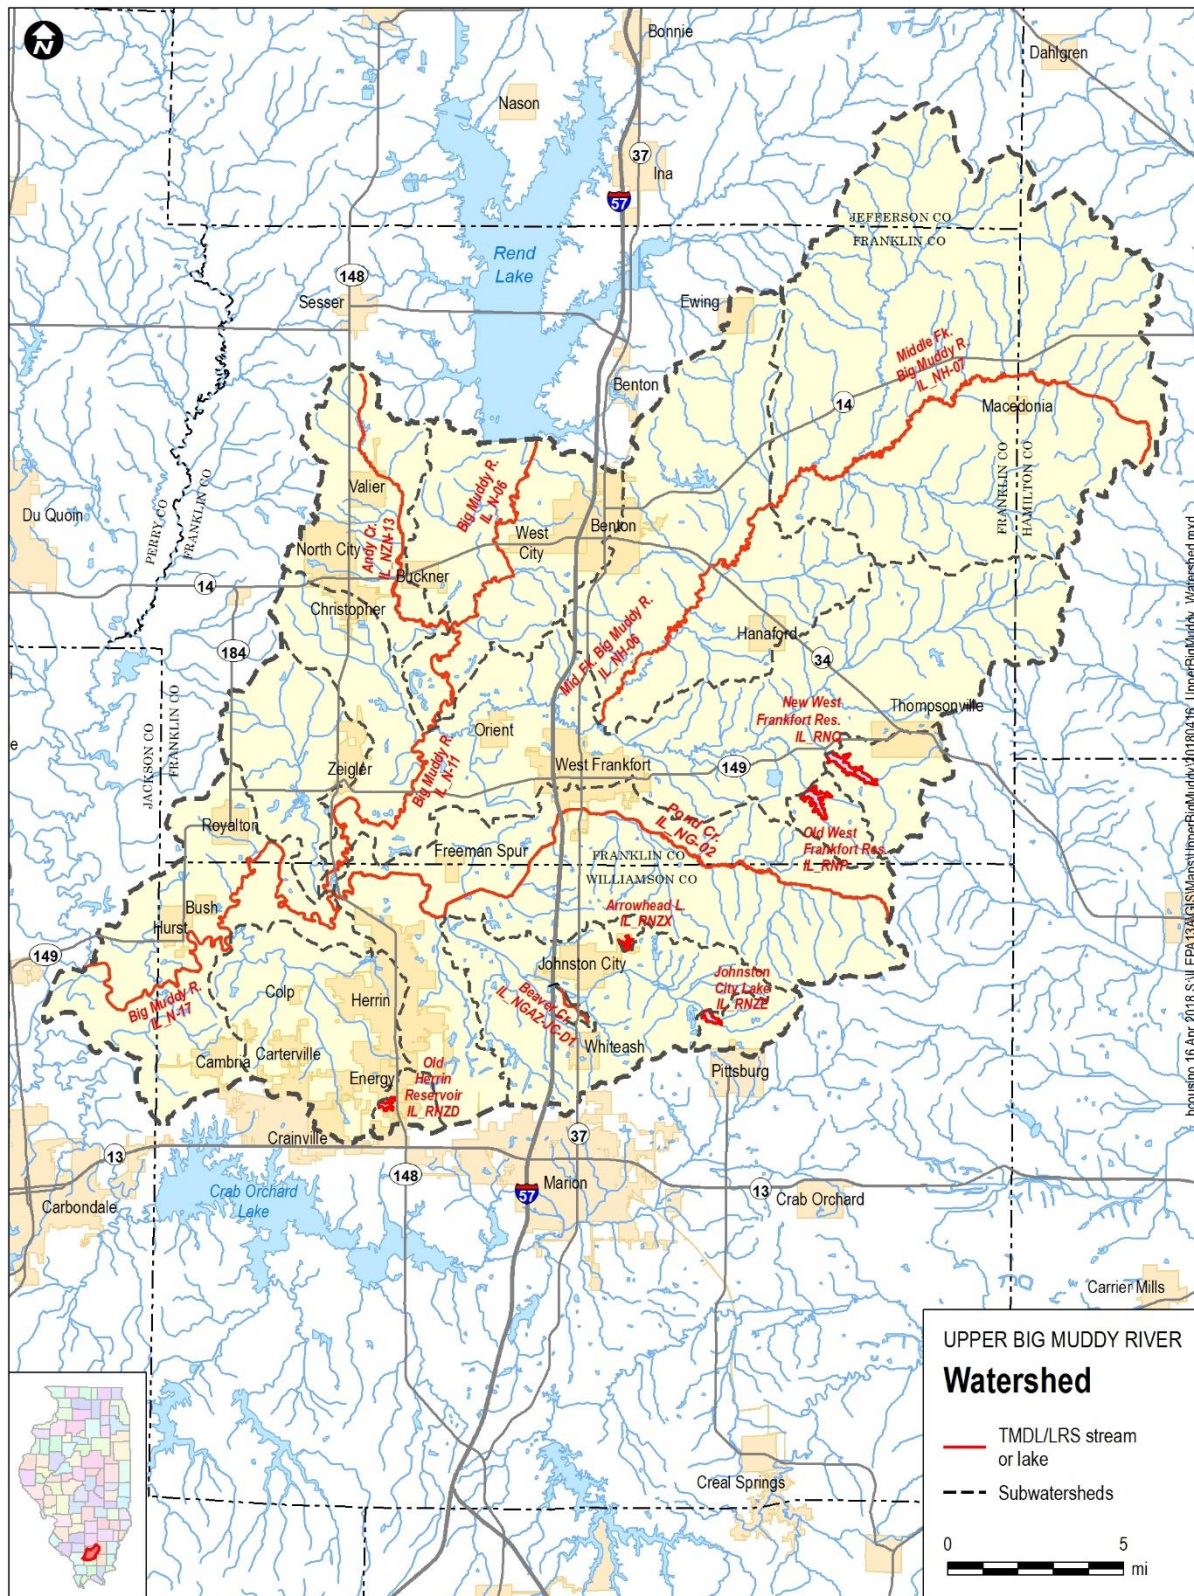 N
Bonnie
Dahlgren
Nason
37
Ina
57
JEFFERSON CO
FRANKLIN CO
Rend
Lake
148
Sesser
Ewing
Middle Fk.
Big Muddy R.
IL_NH-07
Benton
14
Macedonia
PERRY CO
FRANKLIN CO
FRANKLIN CO
HAMILTON CO
Valier
Big Muddy R.
IL_N-06
Du Quoin
North City
Andy Cr.
IL_NZN-13
West
City
Benton
Buckner
14
Christopher
184
Mid. Fk. Big Muddy R.
IL_NH-06
Hanaford
34
JACKSON CO
FRANKLIN CO
New West
Frankfort Res.
IL_RNQ
Thompsonville
e
Orient
Zeigler
Big Muddy R.
IL_N-11
West Frankfort
149
Royalton
Pond Cr.
IL_NG-02
Old West
Frankfort Res.
IL_RNP
Freeman Spur
FRANKLIN CO
WILLIAMSON CO
Bush
Hurst
Arrowhead L.
IL_RNZX
149
Johnston City
Big Muddy R.
IL_N-17
Colp
Herrin
Beaver Cr.
IL_NGAZ-JC-D1
Johnston
City Lake
IL_RNZE
Whiteash
Cambria
Carterville
Energy
Old
Herrin
Reservoir
IL_RNZD
Pittsburg
Crainville
13
148
37
Marion
57
13
Crab Orchard
Carbondale
Crab Orchard
Lake
Carrier Mills
Creal Springs
UPPER BIG MUDDY RIVER
Watershed
TMDL/LRS stream
or lake
Subwatersheds
0 5
mi